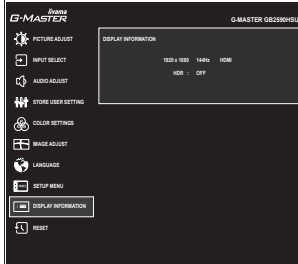 iiyama
G-MASTER
G-MASTER GB2590HSU
PICTURE ADJUST
DISPLAY INFORMATION
1920 x 1080 144Hz HDMI
HDR : OFF
INPUT SELECT
AUDIO ADJUST
STORE USER SETTING
COLOR SETTINGS
IMAGE ADJUST
LANGUAGE
SETUP MENU
DISPLAY INFORMATION
RESET